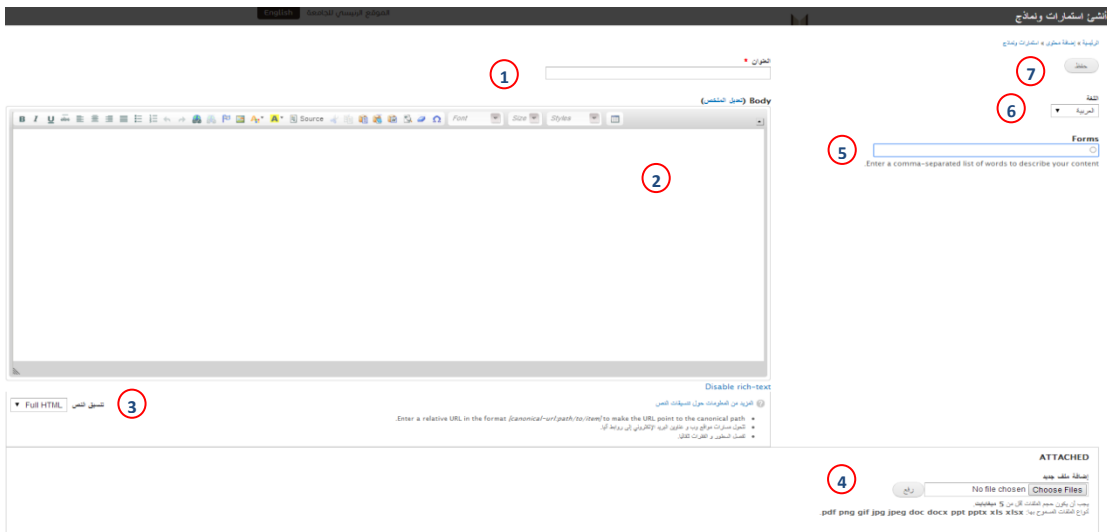 أنشئ استمارات ونماذج
الموقع الرئيسي للجامعة English
الرئيسية » إضافة محتوى » استمارات ونماذج
العنوان *
1
7
حفظ
Body (تعديل الملخص)
اللغة
العربية
6
Source Font Size Styles
Forms
5
Enter a comma-separated list of words to describe your content.
2
Disable rich-text
المزيد من المعلومات حول تنسيقات النص
تنسيق النص Full HTML
3
Enter a relative URL in the format /canonical-url/path/to/item/ to make the URL point to the canonical path.
تتحول مسارات مواقع وب و عناوين البريد الإلكتروني إلى روابط آليا.
تفصل السطور و الفقرات تلقائيا.
ATTACHED
إضافة ملف جديد
4
Choose Files No file chosen رفع
يجب أن يكون حجم الملفات أقل من 5 ميغابايت.
أنواع الملفات المسموح بها: pdf png gif jpg jpeg doc docx ppt pptx xls xlsx.